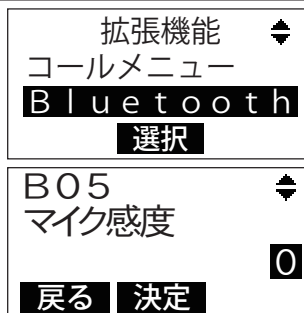 拡張機能
コールメニュー
Ｂｌｕｅｔｏｏｔｈ
選択
Ｂ０５
マイク感度
０
戻る 決定